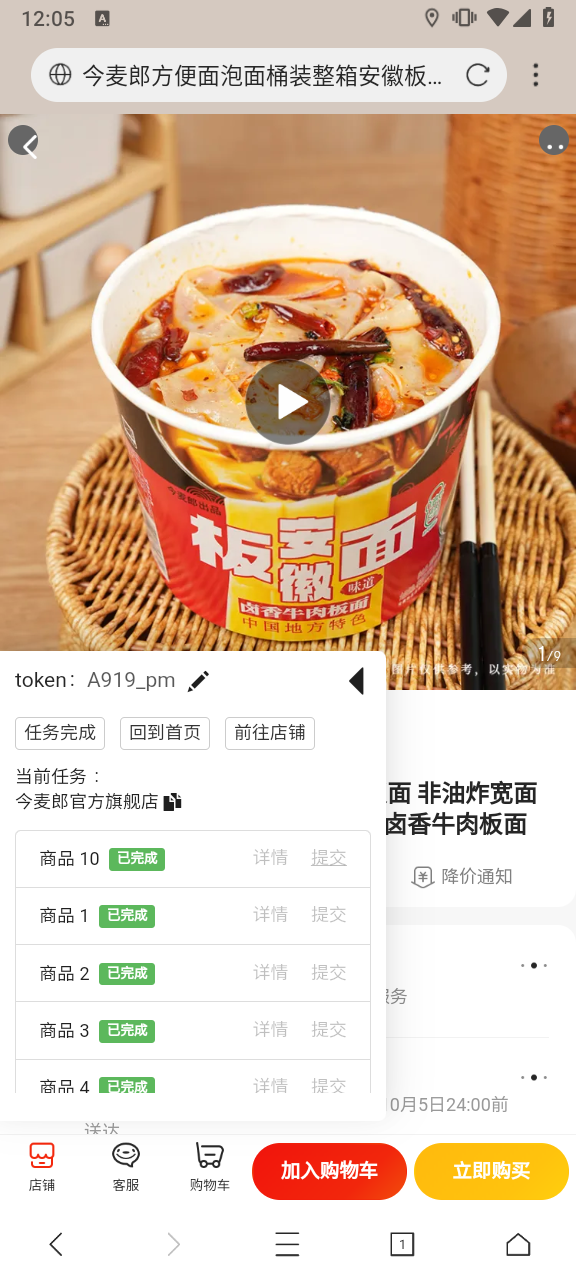 12:05
今麦郎方便面泡面桶装整箱安徽板...
今麦郎出品
板安徽面
味道
卤香牛肉板面
中国地方特色
图片仅供参考，以实物为准
1/9
token： A919_pm
任务完成 回到首页 前往店铺
当前任务：
今麦郎官方旗舰店
面 非油炸宽面
卤香牛肉板面
降价通知
商品 10 已完成 详情 提交
商品 1 已完成 详情 提交
商品 2 已完成 详情 提交
服务
商品 3 已完成 详情 提交
商品 4 已完成 详情 提交
10月5日24:00前
送达
店铺 客服 购物车 加入购物车 立即购买
1